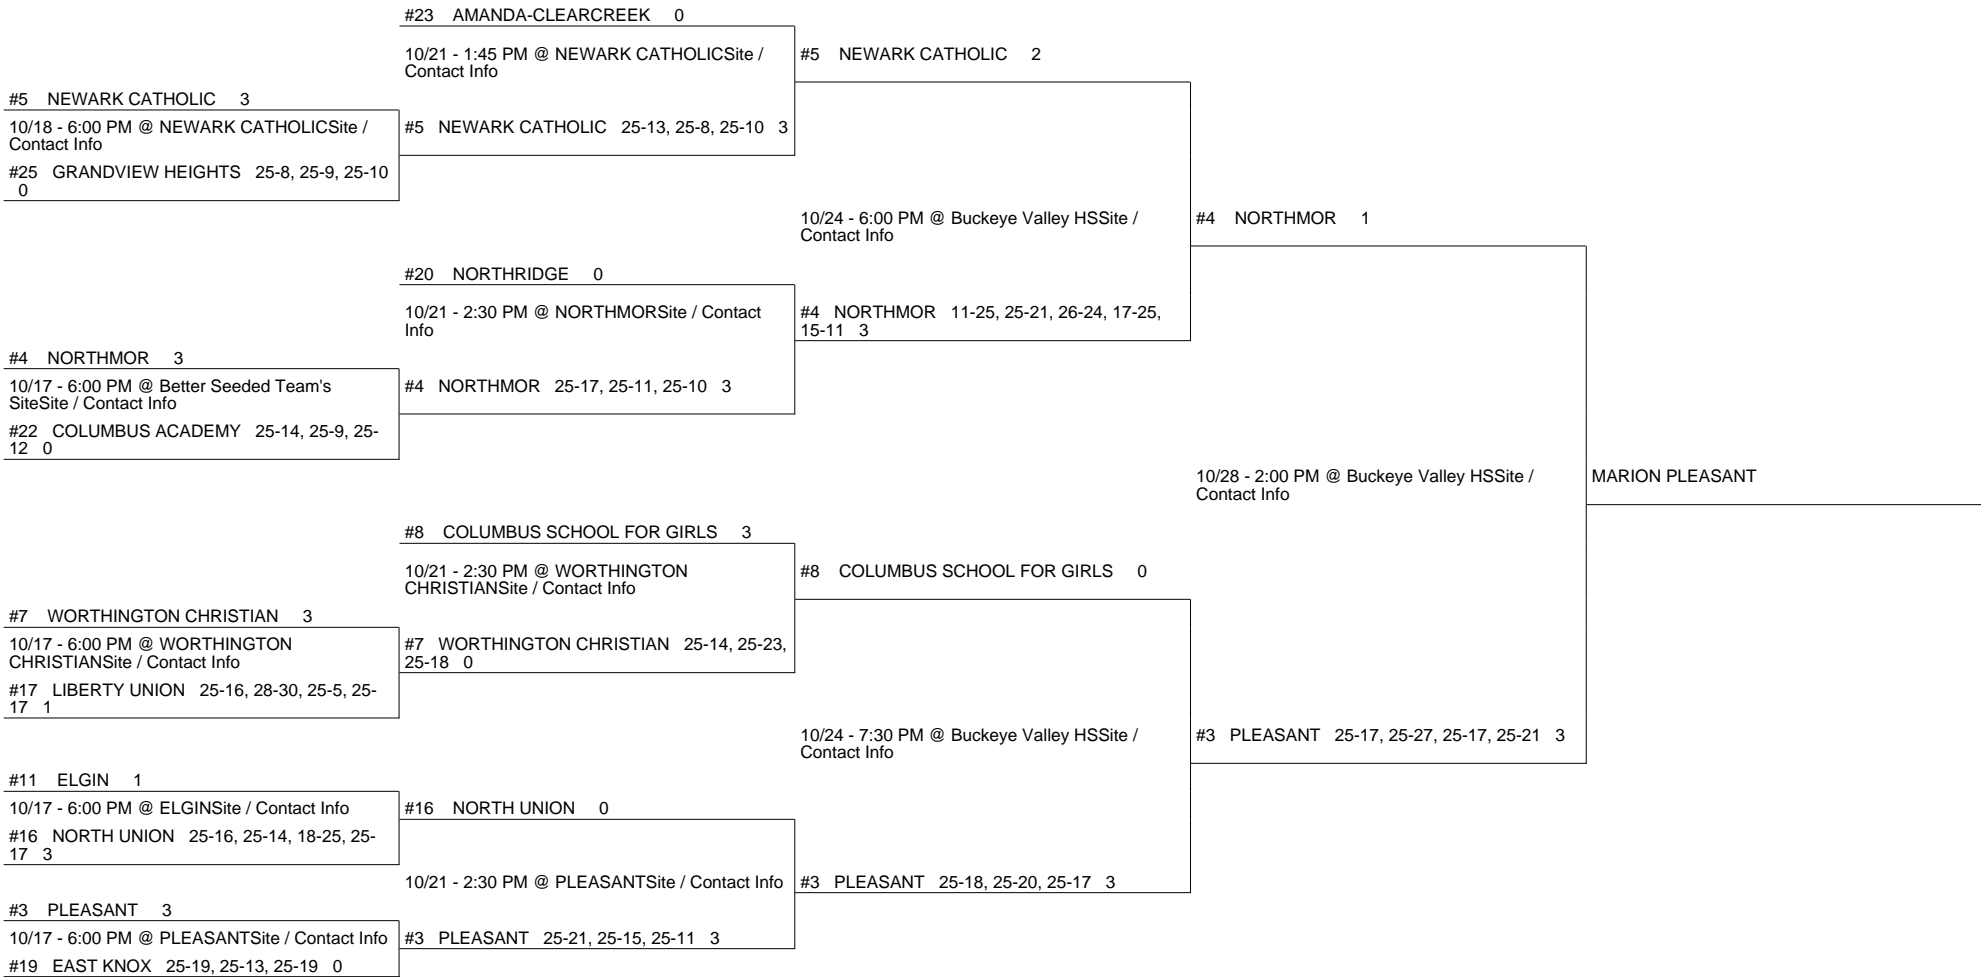 #23 AMANDA-CLEARCREEK 0
10/21 - 1:45 PM @ NEWARK CATHOLICSite /
Contact Info
#5 NEWARK CATHOLIC 2
#5 NEWARK CATHOLIC 3
10/18 - 6:00 PM @ NEWARK CATHOLICSite /
Contact Info
#5 NEWARK CATHOLIC 25-13, 25-8, 25-10 3
#25 GRANDVIEW HEIGHTS 25-8, 25-9, 25-10
0
10/24 - 6:00 PM @ Buckeye Valley HSSite /
Contact Info
#4 NORTHMOR 1
#20 NORTHRIDGE 0
10/21 - 2:30 PM @ NORTHMORSite / Contact
Info
#4 NORTHMOR 11-25, 25-21, 26-24, 17-25,
15-11 3
#4 NORTHMOR 3
10/17 - 6:00 PM @ Better Seeded Team's
SiteSite / Contact Info
#4 NORTHMOR 25-17, 25-11, 25-10 3
#22 COLUMBUS ACADEMY 25-14, 25-9, 25-
12 0
10/28 - 2:00 PM @ Buckeye Valley HSSite /
Contact Info
MARION PLEASANT
#8 COLUMBUS SCHOOL FOR GIRLS 3
10/21 - 2:30 PM @ WORTHINGTON
CHRISTIANSite / Contact Info
#8 COLUMBUS SCHOOL FOR GIRLS 0
#7 WORTHINGTON CHRISTIAN 3
10/17 - 6:00 PM @ WORTHINGTON
CHRISTIANSite / Contact Info
#7 WORTHINGTON CHRISTIAN 25-14, 25-23,
25-18 0
#17 LIBERTY UNION 25-16, 28-30, 25-5, 25-
17 1
10/24 - 7:30 PM @ Buckeye Valley HSSite /
Contact Info
#3 PLEASANT 25-17, 25-27, 25-17, 25-21 3
#11 ELGIN 1
10/17 - 6:00 PM @ ELGINSite / Contact Info
#16 NORTH UNION 0
#16 NORTH UNION 25-16, 25-14, 18-25, 25-
17 3
10/21 - 2:30 PM @ PLEASANTSite / Contact Info
#3 PLEASANT 25-18, 25-20, 25-17 3
#3 PLEASANT 3
10/17 - 6:00 PM @ PLEASANTSite / Contact Info
#3 PLEASANT 25-21, 25-15, 25-11 3
#19 EAST KNOX 25-19, 25-13, 25-19 0